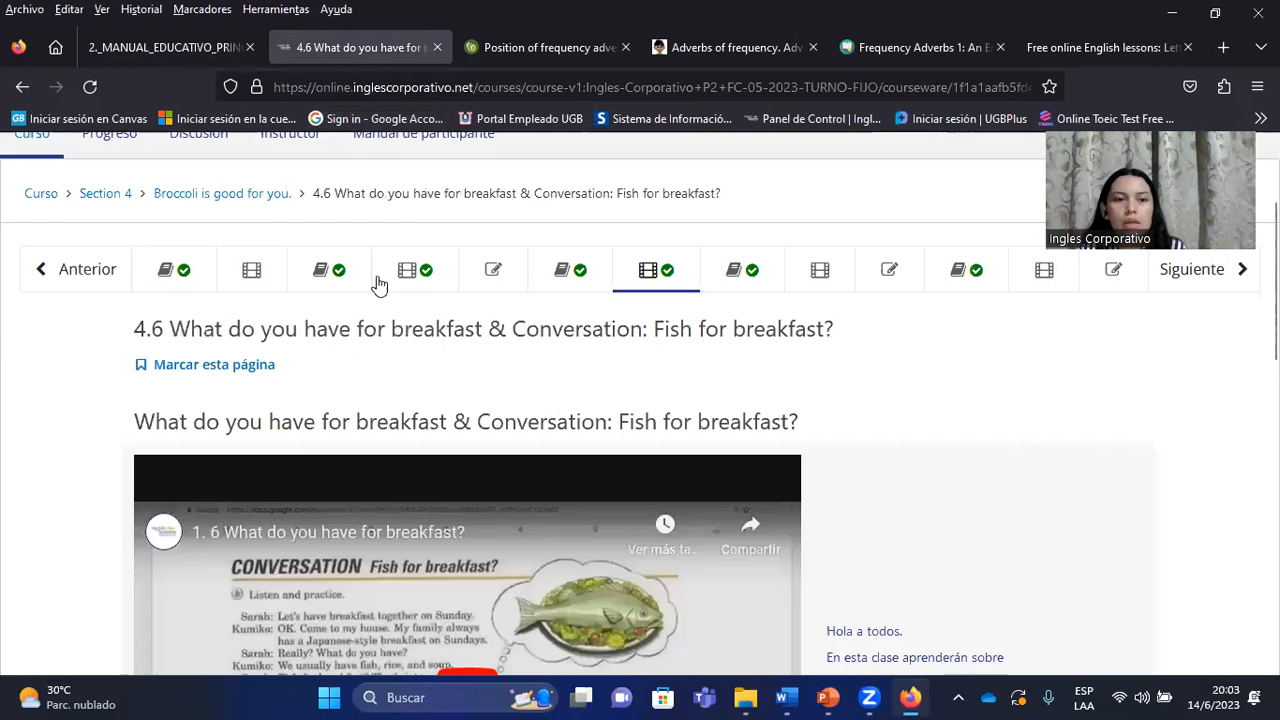 Archivo Editar Ver Historial Marcadores Herramientas Ayuda
2._MANUAL_EDUCATIVO_PRIN
4.6 What do you have for b
Position of frequency adve
Adverbs of frequency. Adv
Frequency Adverbs 1: An E
Free online English lessons: Lett
https://online.inglescorporativo.net/courses/course-v1:Ingles-Corporativo+P2+FC-05-2023-TURNO-FIJO/courseware/1f1a1aafb5fd4
Iniciar sesión en Canvas
Iniciar sesión en la cue...
Sign in - Google Acco...
Portal Empleado UGB
Sistema de Informació...
Panel de Control | Ingl...
Iniciar sesión | UGBPlus
Online Toeic Test Free ...
Curso Progreso Discusión Instructor Manual de participante
Ingles Corporativo
Curso > Section 4 > Broccoli is good for you. > 4.6 What do you have for breakfast & Conversation: Fish for breakfast?
Anterior
Siguiente
4.6 What do you have for breakfast & Conversation: Fish for breakfast?
Marcar esta página
What do you have for breakfast & Conversation: Fish for breakfast?
1. 6 What do you have for breakfast?
Ver más ta...
Compartir
CONVERSATION Fish for breakfast?
Listen and practice.
Sarah: Let's have breakfast together on Sunday.
Kumiko: OK. Come to my house. My family always
has a Japanese-style breakfast on Sundays.
Sarah: Really? What do you have?
Kumiko: We usually have fish, rice, and soup.
Hola a todos.
En esta clase aprenderán sobre
30°C
Parc. nublado
Buscar
ESP
LAA
20:03
14/6/2023